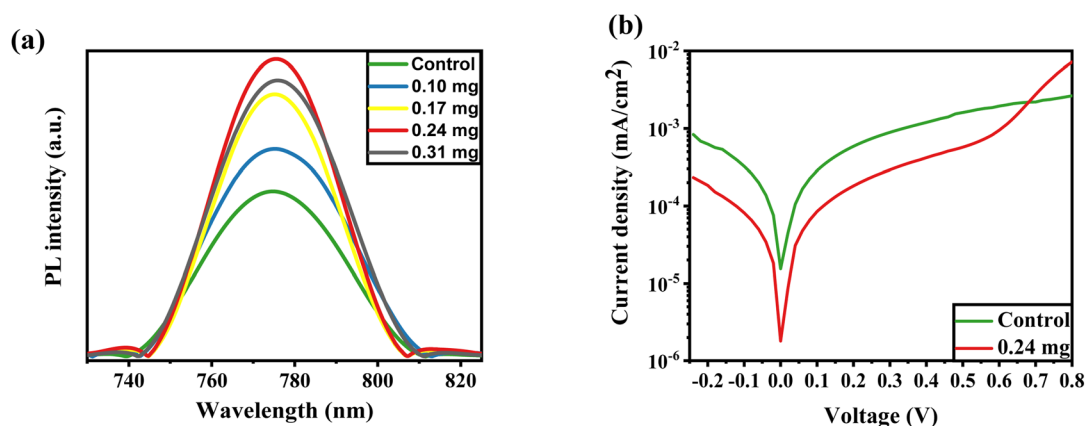 (a)
PL intensity (a.u.)
Control
0.10 mg
0.17 mg
0.24 mg
0.31 mg
740
760
780
800
820
Wavelength (nm)
(b)
Current density (mA/cm²)
10⁻²
10⁻³
10⁻⁴
10⁻⁵
10⁻⁶
Control
0.24 mg
-0.2
-0.1
0.0
0.1
0.2
0.3
0.4
0.5
0.6
0.7
0.8
Voltage (V)